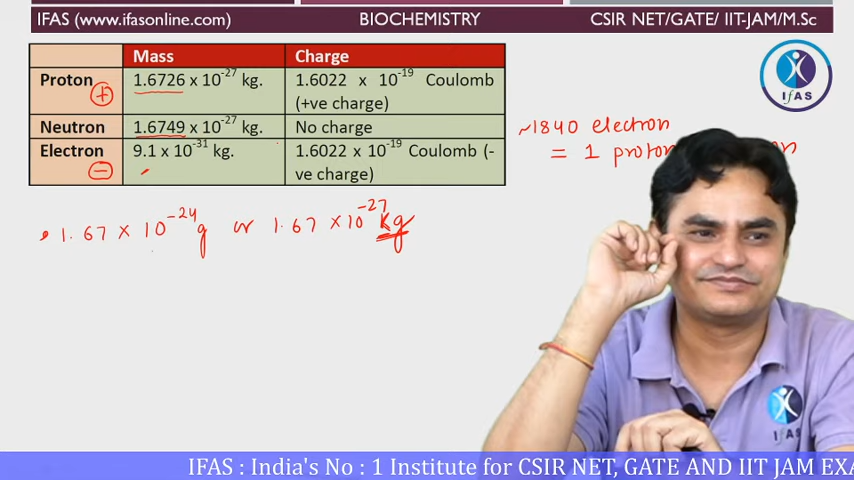 IFAS (www.ifasonline.com) BIOCHEMISTRY CSIR NET/GATE/ IIT-JAM/M.Sc
Mass Charge
Proton 1.6726 x 10⁻²⁷ kg. 1.6022 x 10⁻¹⁹ Coulomb
(+ve charge)
+
Neutron 1.6749 x 10⁻²⁷ kg. No charge
Electron 9.1 x 10⁻³¹ kg. 1.6022 x 10⁻¹⁹ Coulomb (-
ve charge)
−
IFAS
~1840 electron
= 1 proton
1.67 × 10⁻²⁴ g or 1.67 × 10⁻²⁷ kg
IFAS
IFAS : India's No : 1 Institute for CSIR NET, GATE AND IIT JAM